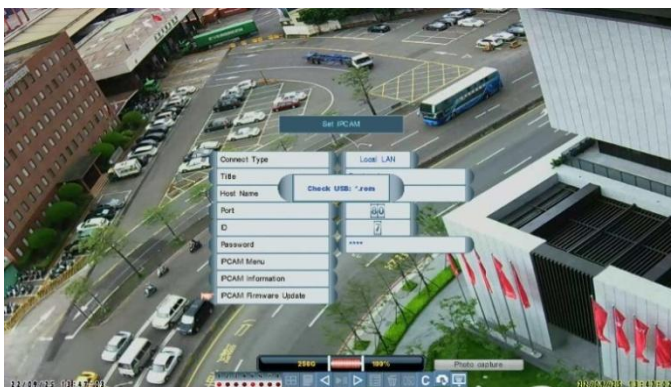 Set IPCAM
Connect Type
Local LAN
Title
Host Name
Check USB: *.rom
Port
80
ID
Password
****
IPCAM Menu
IPCAM Information
IPCAM Firmware Update
256G
100%
Photo capture
C